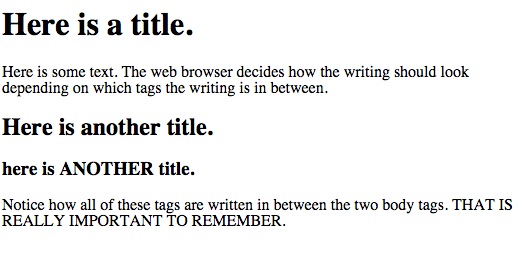 Here is a title.
Here is some text. The web browser decides how the writing should look
depending on which tags the writing is in between.
Here is another title.
here is ANOTHER title.
Notice how all of these tags are written in between the two body tags. THAT IS
REALLY IMPORTANT TO REMEMBER.